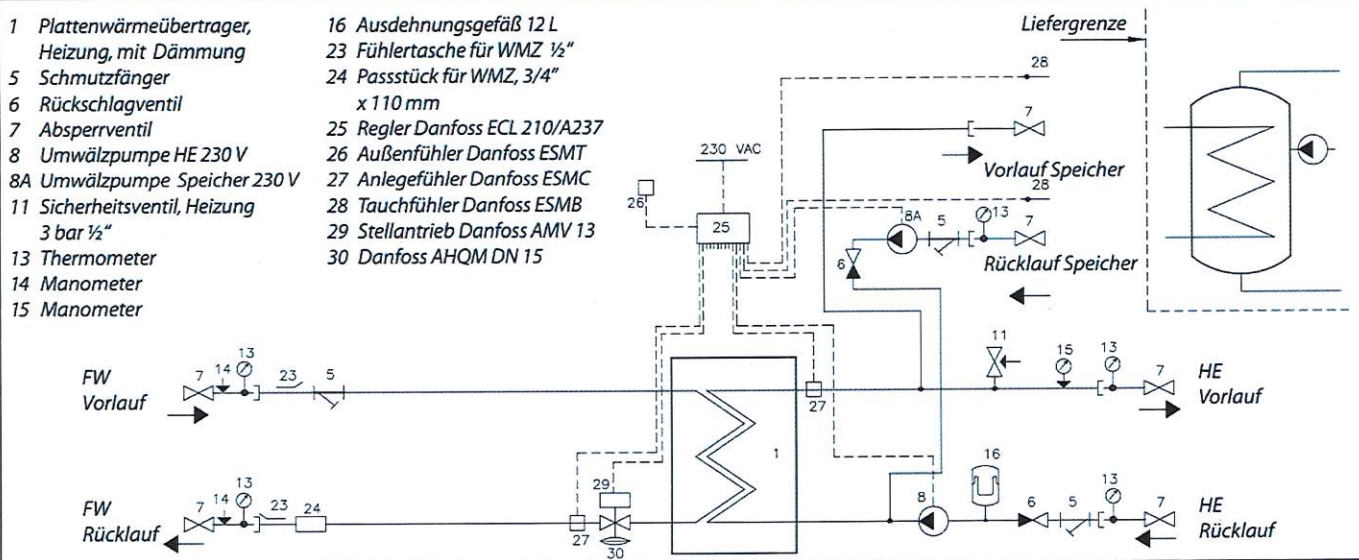 1 Plattenwärmeübertrager,
Heizung, mit Dämmung
5 Schmutzfänger
6 Rückschlagventil
7 Absperrventil
8 Umwälzpumpe HE 230 V
8A Umwälzpumpe Speicher 230 V
11 Sicherheitsventil, Heizung
3 bar ½"
13 Thermometer
14 Manometer
15 Manometer
16 Ausdehnungsgefäß 12 L
23 Fühlertasche für WMZ ½"
24 Passstück für WMZ, 3/4"
x 110 mm
25 Regler Danfoss ECL 210/A237
26 Außenfühler Danfoss ESMT
27 Anlegefühler Danfoss ESMC
28 Tauchfühler Danfoss ESMB
29 Stellantrieb Danfoss AMV 13
30 Danfoss AHQM DN 15
Liefergrenze
28
7
230 VAC
Vorlauf Speicher
26
28
25
8A
5
13
7
6
Rücklauf Speicher
FW
Vorlauf
7
14
13
23
5
27
11
15
13
7
HE
Vorlauf
1
FW
Rücklauf
7
14
13
23
24
27
29
30
8
16
6
5
13
7
HE
Rücklauf